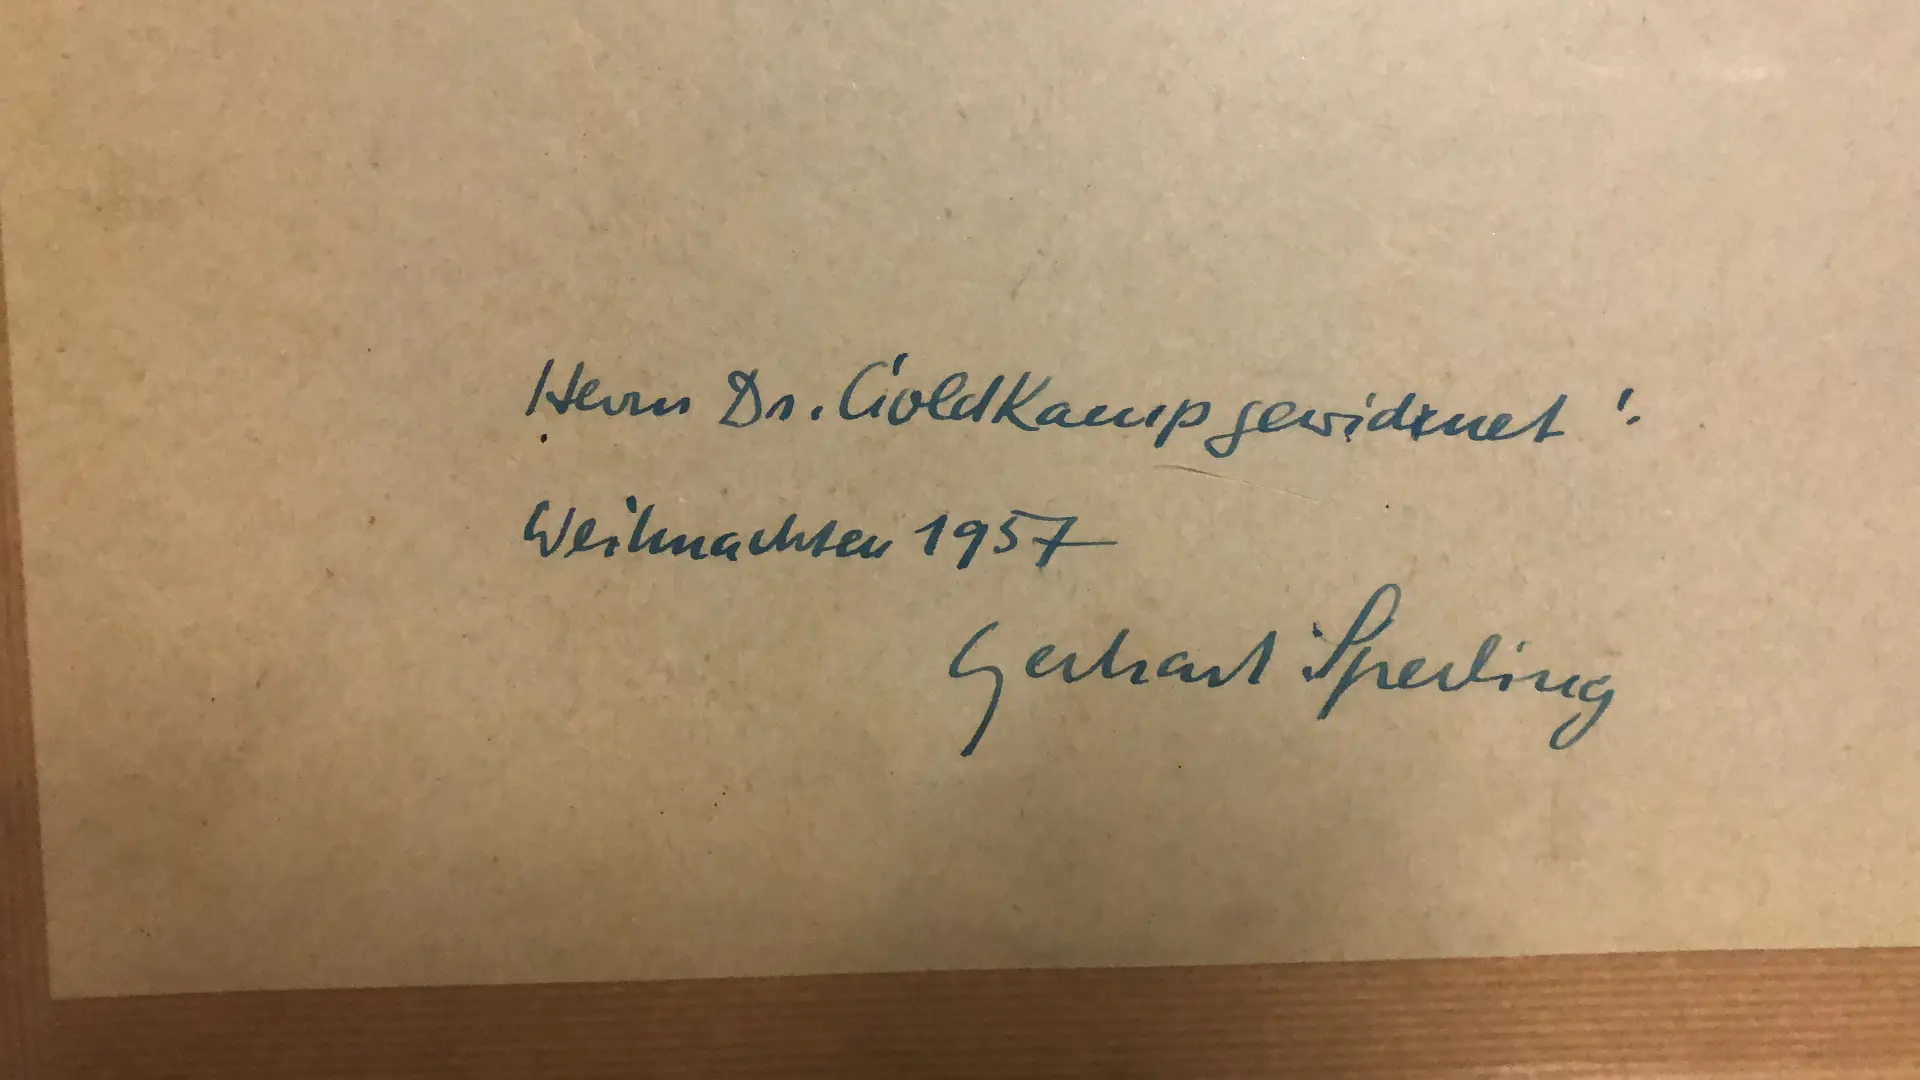 Herrn Dr. Goldkamp gewidmet!
Weihnachten 1957
Gerhart Sperling